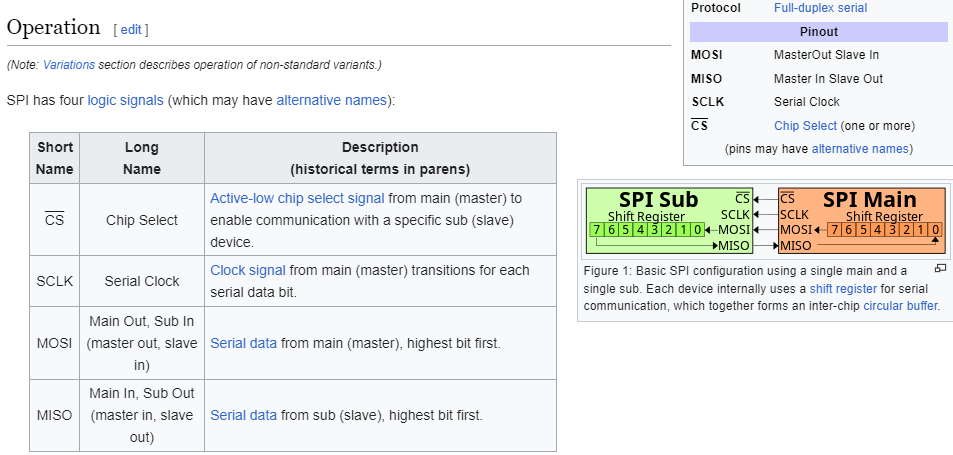 Operation [ edit ]
(Note: Variations section describes operation of non-standard variants.)
SPI has four logic signals (which may have alternative names):
Short Name Long Name Description (historical terms in parens)
C̅S̅ Chip Select Active-low chip select signal from main (master) to
enable communication with a specific sub (slave)
device.
SCLK Serial Clock Clock signal from main (master) transitions for each
serial data bit.
MOSI Main Out, Sub In
(master out, slave
in) Serial data from main (master), highest bit first.
MISO Main In, Sub Out
(master in, slave
out) Serial data from sub (slave), highest bit first.
Protocol Full-duplex serial
Pinout
MOSI MasterOut Slave In
MISO Master In Slave Out
SCLK Serial Clock
C̅S̅ Chip Select (one or more)
(pins may have alternative names)
SPI Sub C̅S̅ C̅S̅ SPI Main
Shift Register SCLK SCLK Shift Register
7 6 5 4 3 2 1 0 MOSI MOSI 7 6 5 4 3 2 1 0
MISO MISO
Figure 1: Basic SPI configuration using a single main and a
single sub. Each device internally uses a shift register for serial
communication, which together forms an inter-chip circular buffer.